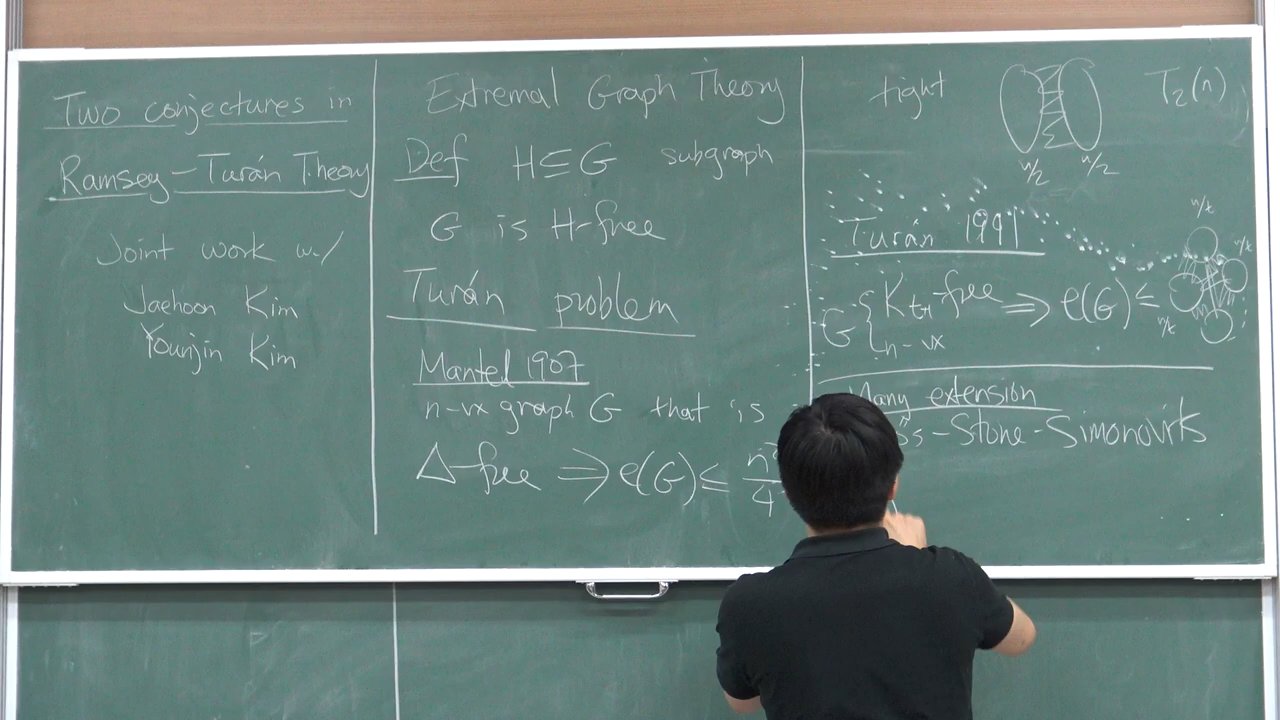 Two conjectures in
Ramsey-Turán Theory
Joint work w/
Jaehoon Kim
Younjin Kim
Extremal Graph Theory
Def H⊆G subgraph
G is H-free
Turán problem
Mantel 1907
n-vx graph G that is
Δ-free ⇒ e(G) ≤ n²/4
tight
n/2 n/2
T₂(n)
Turán 1991
G { K_{t+1}-free ⇒ e(G) ≤
n-vx
n/t
n/t
n/t
Many extension
-Stone-Simonovits